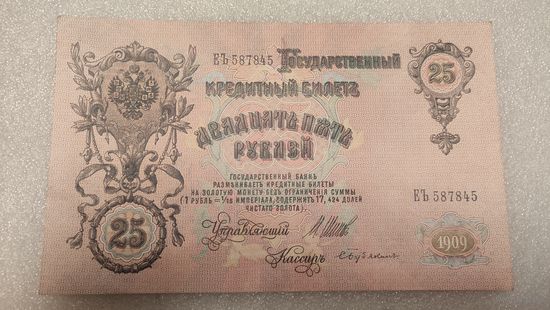 ЕЪ 587845 Государственный
25
Кредитный Билетъ
Двадцать пять
рублей
Государственный Банкъ
размѣниваетъ кредитные билеты
на золотую монету безъ ограниченія суммы
(1 рубль = 1/15 имперіала, содержитъ 17,424 долей
чистаго золота).
ЕЪ 587845
Управляющій
25
1909
Кассиръ